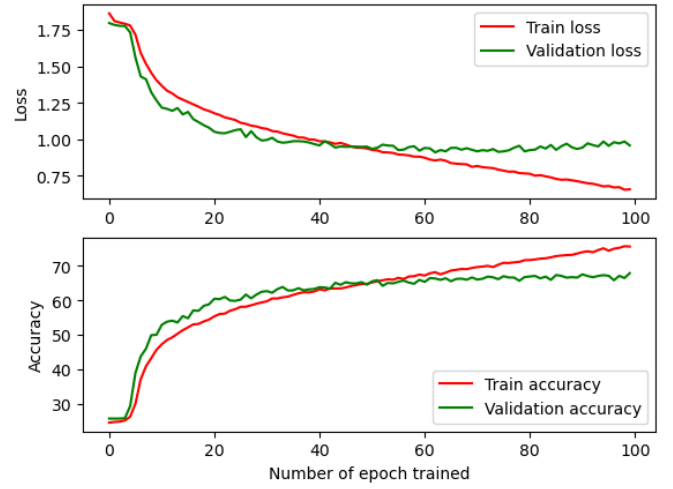 1.75
1.50
1.25
1.00
0.75
Loss
Train loss
Validation loss
0 20 40 60 80 100
70
60
50
40
30
Accuracy
Train accuracy
Validation accuracy
0 20 40 60 80 100
Number of epoch trained